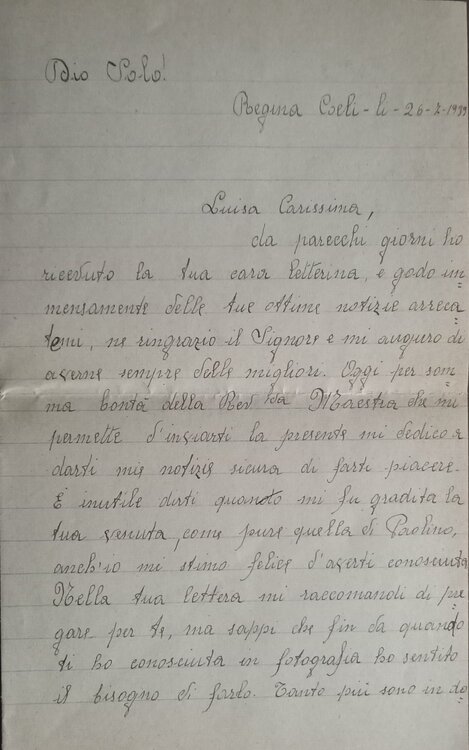 Dio Solo!
Regina Coeli - li - 26-7-1939
Luisa Carissima,
da parecchi giorni ho
ricevuto la tua cara letterina, e godo im=
mensamente delle tue ottime notizie arreca
temi, ne ringrazio il Signore e mi auguro di
averne sempre delle migliori. Oggi per som
ma bontà della Rev da Maestra che mi
permette d'inviarti la presente mi dedico a
darti mie notizie sicura di farti piacere.
È inutile dirti quanto mi fu gradita la
tua venuta, come pure quella di Paolino,
anch'io mi stimo felice d'averti conosciuta
Nella tua lettera mi raccomandi di pre
gare per te, ma sappi che fin da quando
ti ho conosciuta in fotografia ho sentito
il bisogno di farlo. Tanto più sono in do